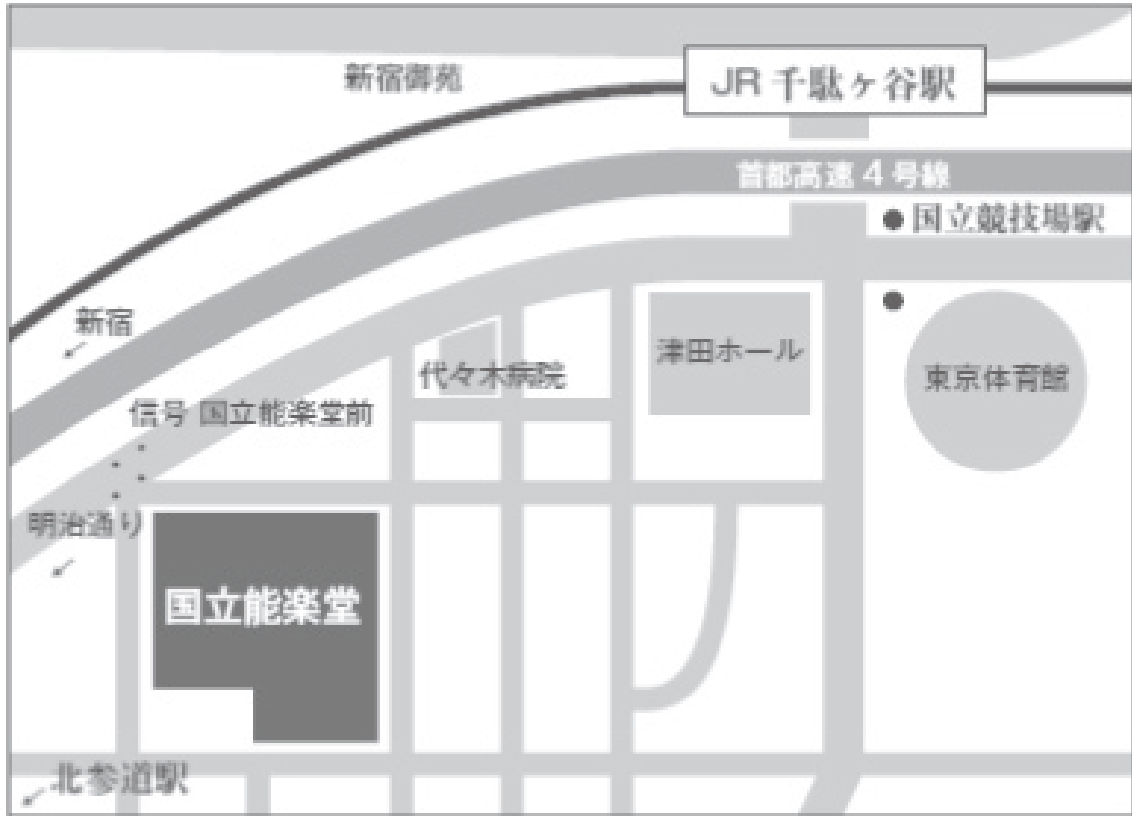 新宿御苑
JR 千駄ヶ谷駅
首都高速 4 号線
国立競技場駅
新宿
代々木病院
津田ホール
東京体育館
信号 国立能楽堂前
明治通り
国立能楽堂
北参道駅